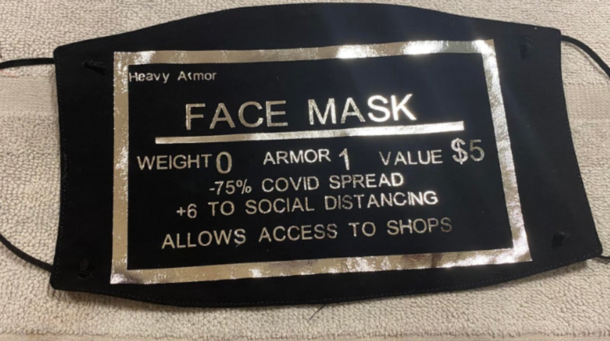 Heavy Armor
FACE MASK
WEIGHT 0 ARMOR 1 VALUE $5
-75% COVID SPREAD
+6 TO SOCIAL DISTANCING
ALLOWS ACCESS TO SHOPS